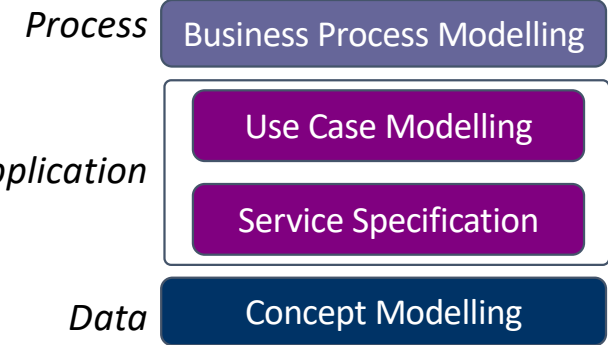 Process
Business Process Modelling
Use Case Modelling
pplication
Service Specification
Data
Concept Modelling